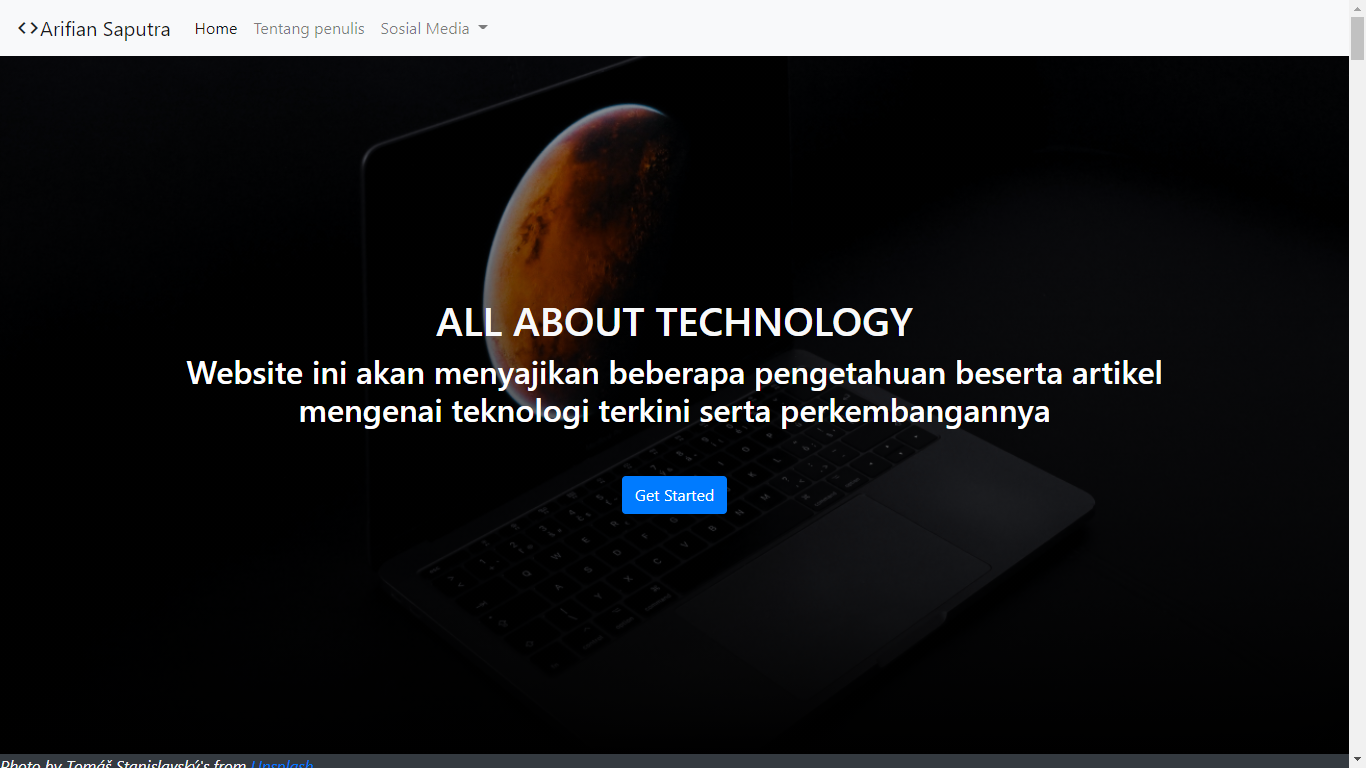 <>Arifian Saputra Home Tentang penulis Sosial Media
ALL ABOUT TECHNOLOGY
Website ini akan menyajikan beberapa pengetahuan beserta artikel
mengenai teknologi terkini serta perkembangannya
Get Started
Photo by Tomáš Stanislavský's from Unsplash